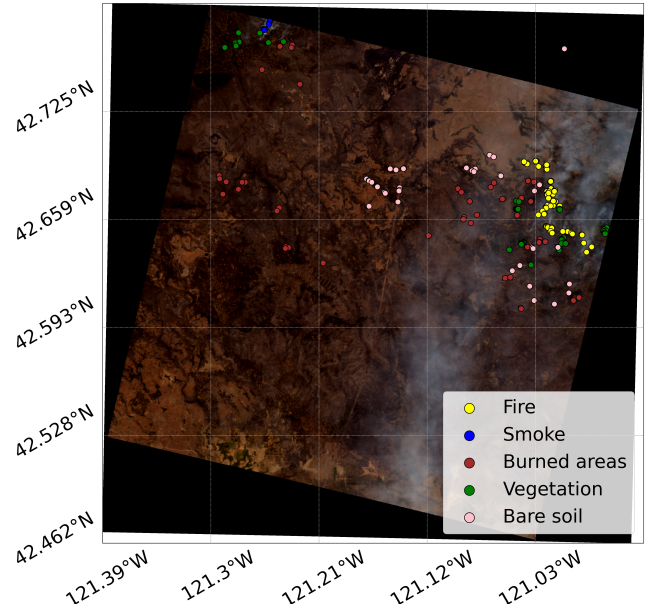 42.725°N
42.659°N
42.593°N
42.528°N
42.462°N
Fire
Smoke
Burned areas
Vegetation
Bare soil
121.39°W
121.3°W
121.21°W
121.12°W
121.03°W